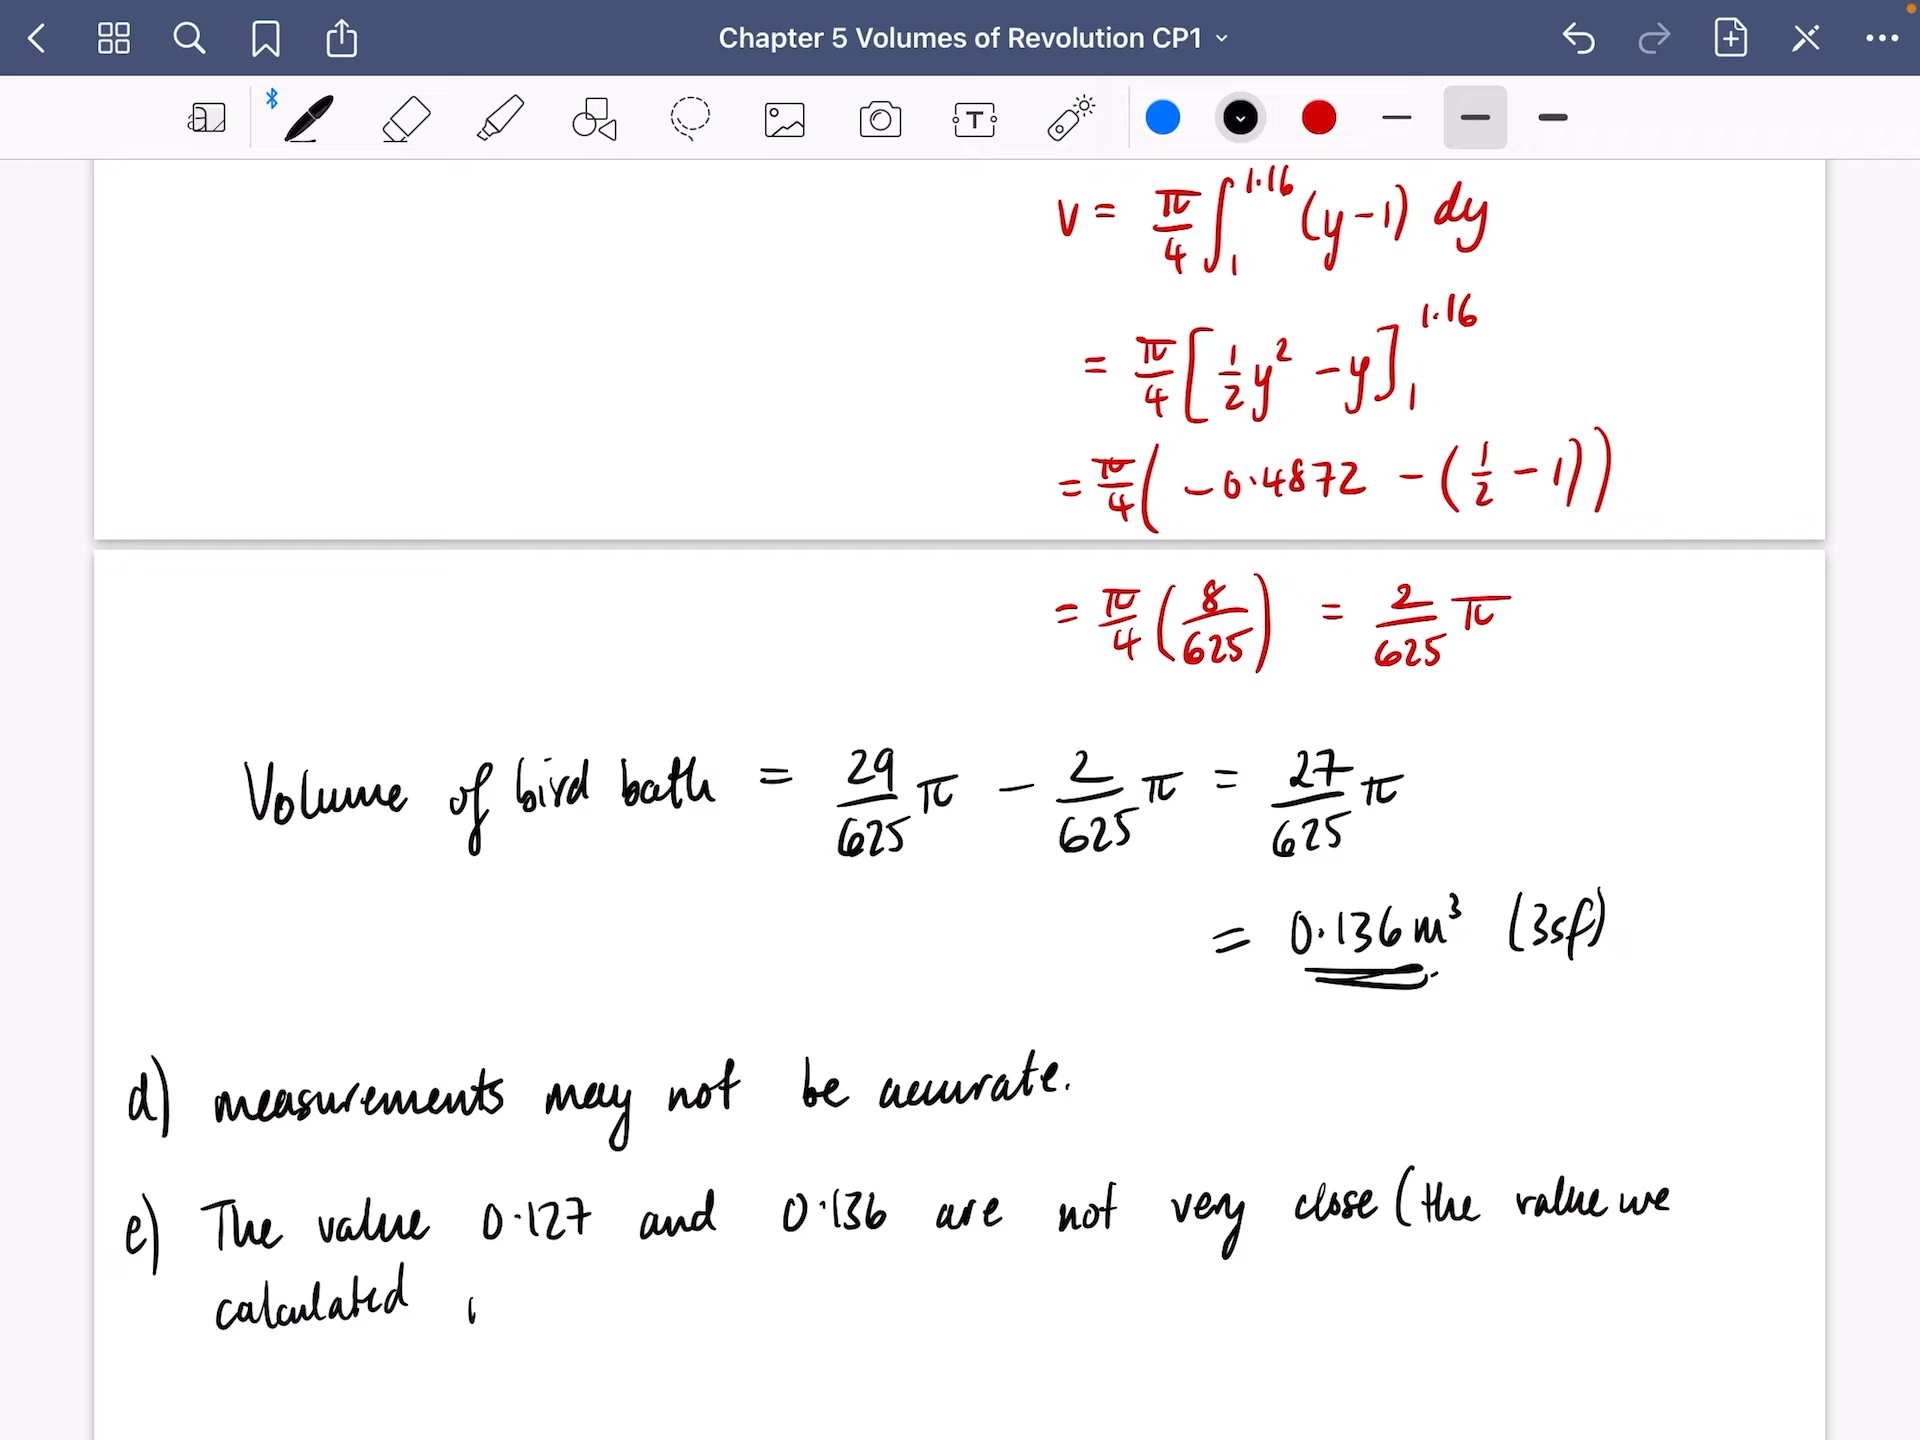 Chapter 5 Volumes of Revolution CP1
V = π/4 ∫₁^1.16 (y-1) dy
= π/4 [½y² - y]₁^1.16
= π/4 ( -0.4872 - (½ - 1))
= π/4 (8/625) = 2/625 π
Volume of bird bath = 29/625 π - 2/625 π = 27/625 π
= 0.136 m³ (3sf)
d) measurements may not be accurate.
e) The value 0.127 and 0.136 are not very close (the value we
calculated